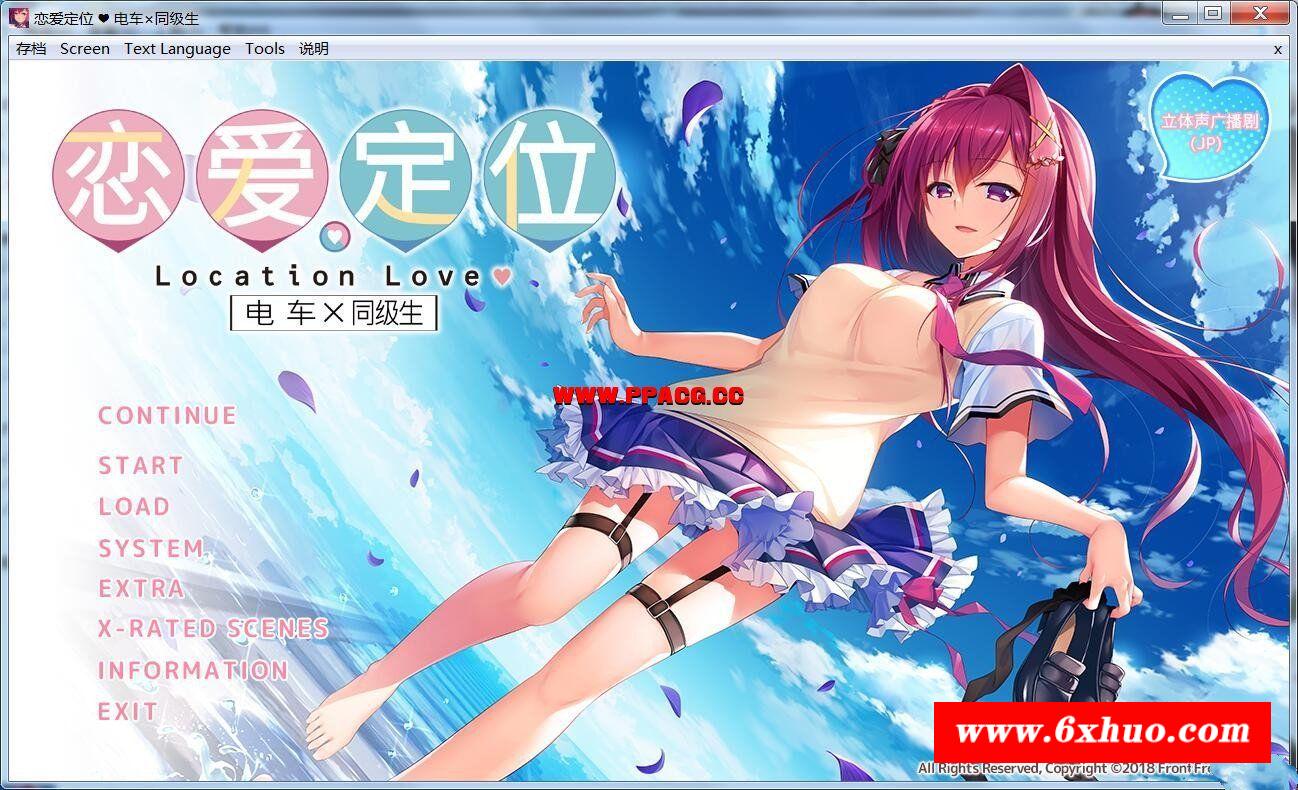 恋爱定位 ❤ 电车×同级生
存档 Screen Text Language Tools 说明 x
恋爱定位
Location Love♥
电车×同级生
立体声广播剧
(JP)
WWW.PPACG.CC
CONTINUE
START
LOAD
SYSTEM
EXTRA
X-RATED SCENES
INFORMATION
EXIT
www.6xhuo.com
All Rights Reserved, Copyright ©2018 Front